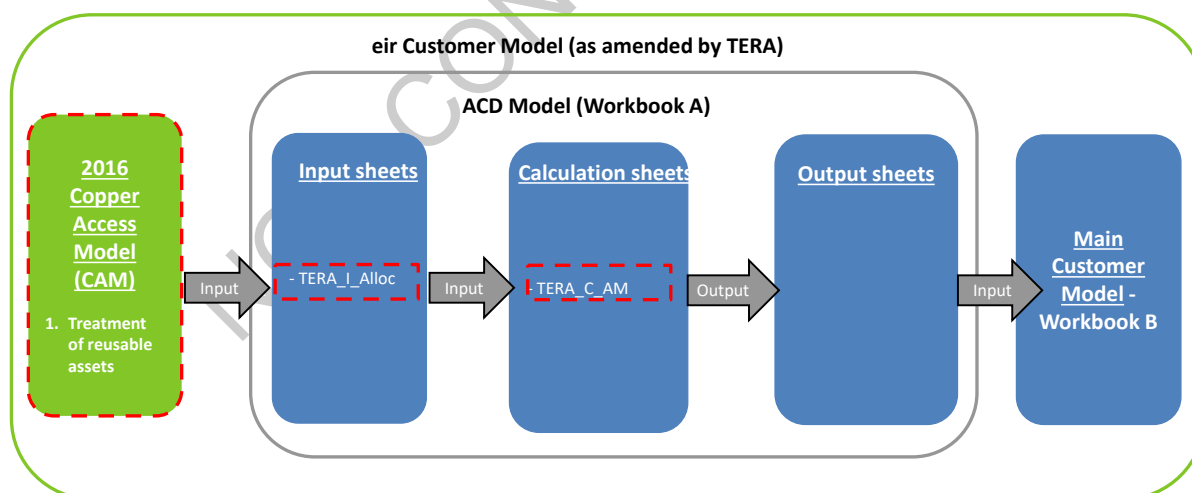 eir Customer Model (as amended by TERA)
ACD Model (Workbook A)
2016
Copper
Access
Model
(CAM)
1. Treatment
of reusable
assets
Input
Input sheets
- TERA_I_Alloc
Input
Calculation sheets
- TERA_C_AM
Output
Output sheets
Input
Main
Customer
Model -
Workbook B